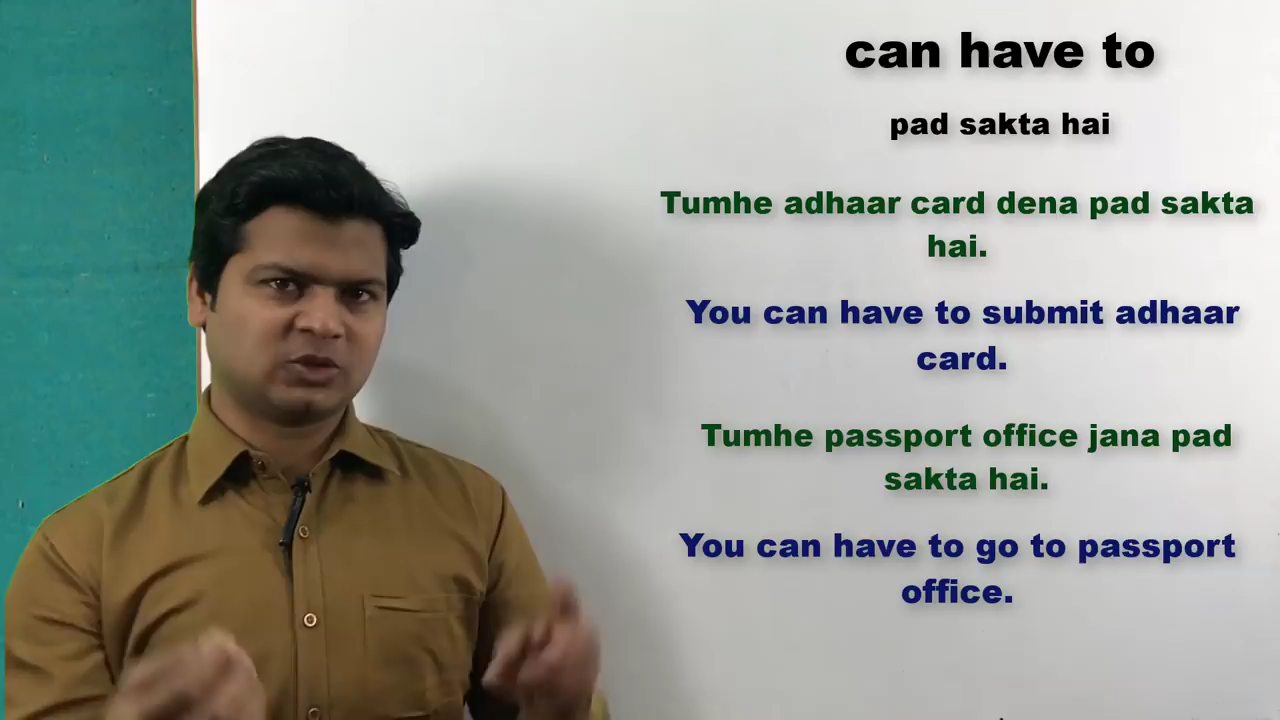 can have to
pad sakta hai
Tumhe adhaar card dena pad sakta
hai.
You can have to submit adhaar
card.
Tumhe passport office jana pad
sakta hai.
You can have to go to passport
office.